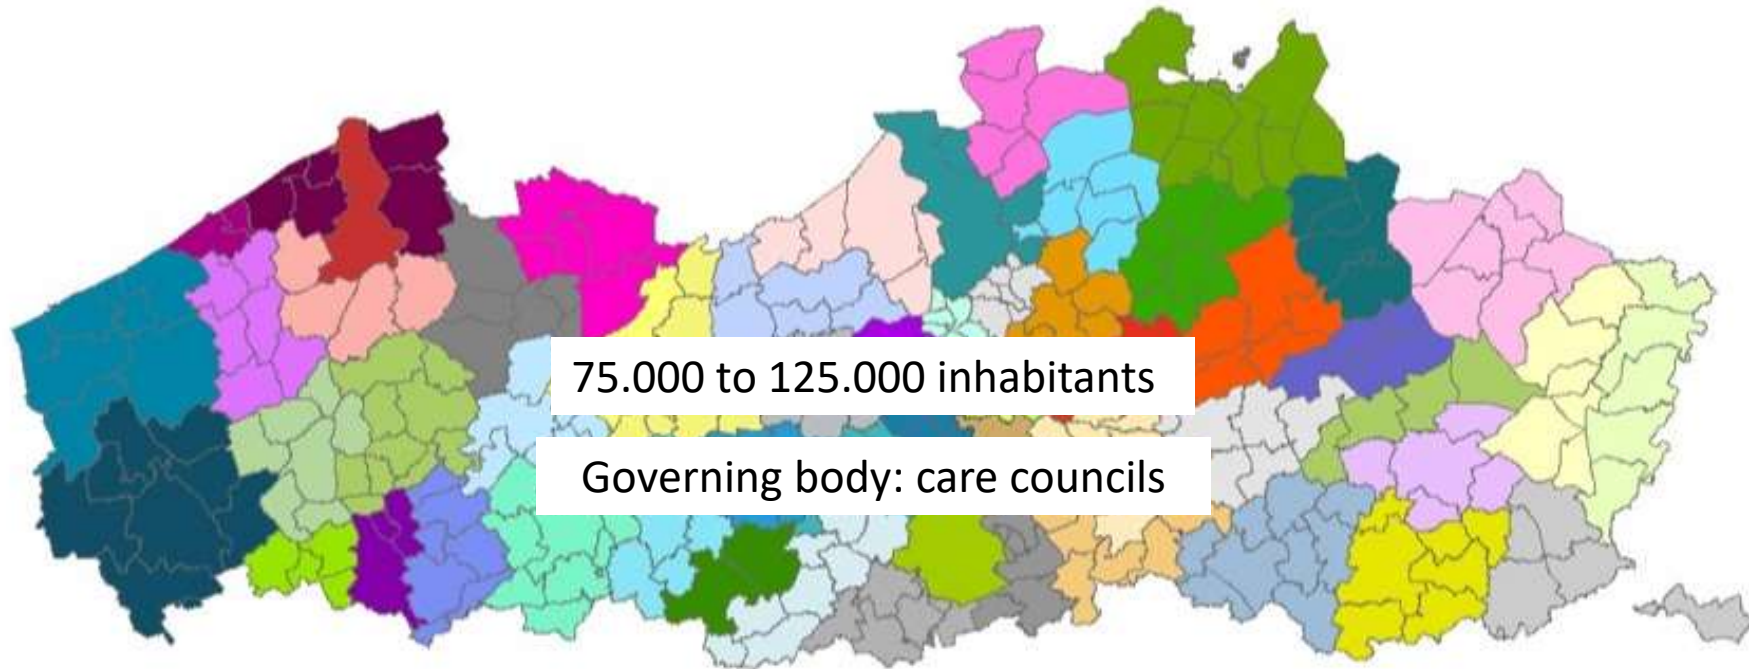 75.000 to 125.000 inhabitants
Governing body: care councils